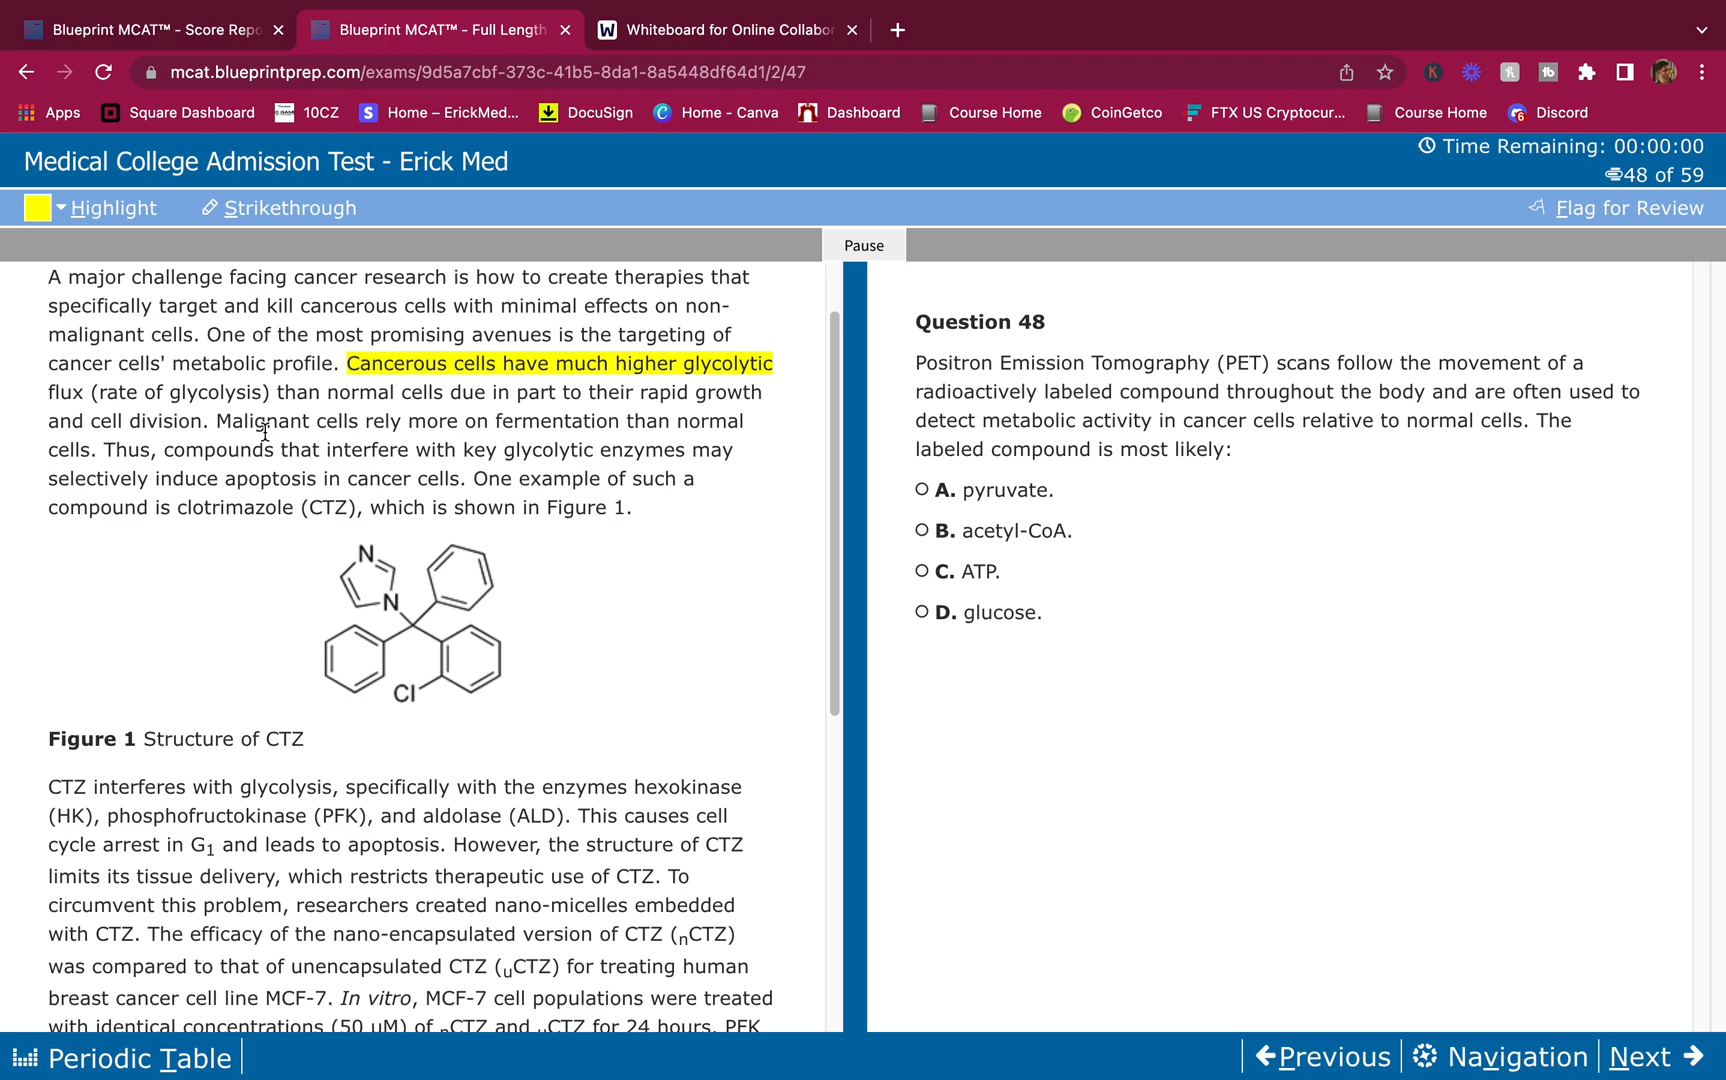 Blueprint MCAT™ - Score Repo
Blueprint MCAT™ - Full Length
Whiteboard for Online Collabor
mcat.blueprintprep.com/exams/9d5a7cbf-373c-41b5-8da1-8a5448df64d1/2/47
Apps
Square Dashboard
10CZ
Home – ErickMed...
DocuSign
Home - Canva
Dashboard
Course Home
CoinGetco
FTX US Cryptocur...
Course Home
Discord
Medical College Admission Test - Erick Med
Time Remaining: 00:00:00
48 of 59
Highlight
Strikethrough
Flag for Review
Pause
A major challenge facing cancer research is how to create therapies that
specifically target and kill cancerous cells with minimal effects on non-
malignant cells. One of the most promising avenues is the targeting of
cancer cells' metabolic profile. Cancerous cells have much higher glycolytic
flux (rate of glycolysis) than normal cells due in part to their rapid growth
and cell division. Malignant cells rely more on fermentation than normal
cells. Thus, compounds that interfere with key glycolytic enzymes may
selectively induce apoptosis in cancer cells. One example of such a
compound is clotrimazole (CTZ), which is shown in Figure 1.
N
N
Cl
Figure 1 Structure of CTZ
CTZ interferes with glycolysis, specifically with the enzymes hexokinase
(HK), phosphofructokinase (PFK), and aldolase (ALD). This causes cell
cycle arrest in G1 and leads to apoptosis. However, the structure of CTZ
limits its tissue delivery, which restricts therapeutic use of CTZ. To
circumvent this problem, researchers created nano-micelles embedded
with CTZ. The efficacy of the nano-encapsulated version of CTZ (nCTZ)
was compared to that of unencapsulated CTZ (uCTZ) for treating human
breast cancer cell line MCF-7. In vitro, MCF-7 cell populations were treated
with identical concentrations (50 uM) of nCTZ and uCTZ for 24 hours. PFK
Question 48
Positron Emission Tomography (PET) scans follow the movement of a
radioactively labeled compound throughout the body and are often used to
detect metabolic activity in cancer cells relative to normal cells. The
labeled compound is most likely:
A. pyruvate.
B. acetyl-CoA.
C. ATP.
D. glucose.
Periodic Table
Previous
Navigation
Next